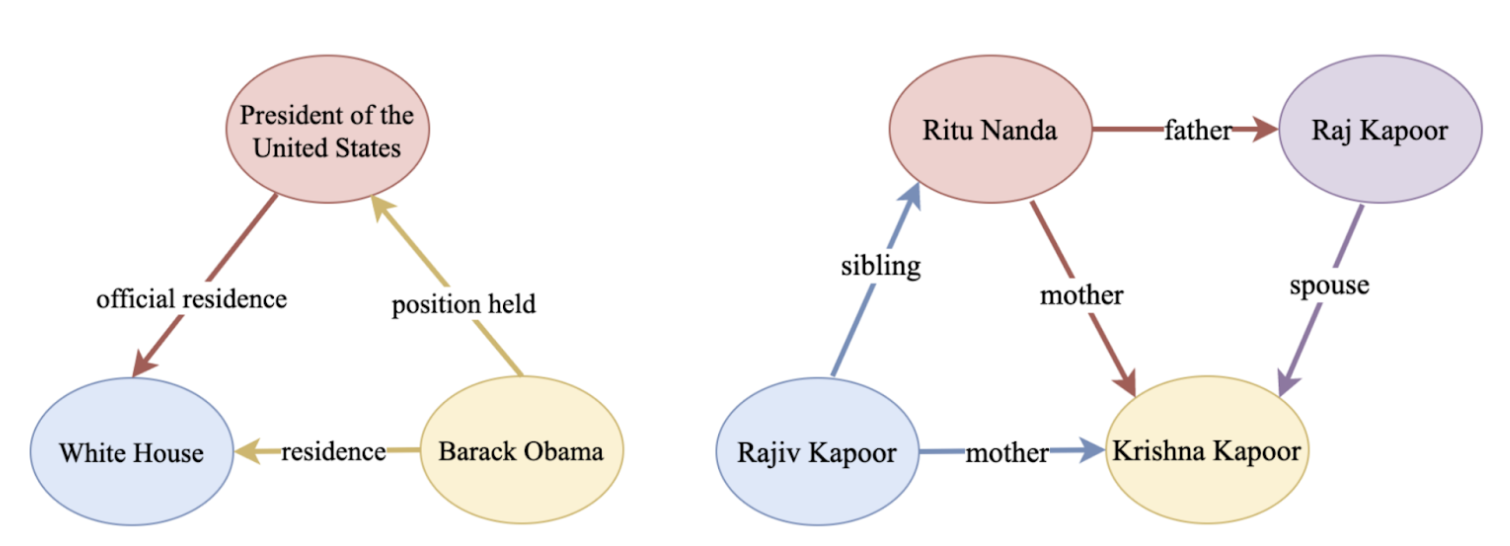 President of the
United States
official residence
position held
White House
residence
Barack Obama
Ritu Nanda
father
Raj Kapoor
sibling
mother
spouse
Rajiv Kapoor
mother
Krishna Kapoor